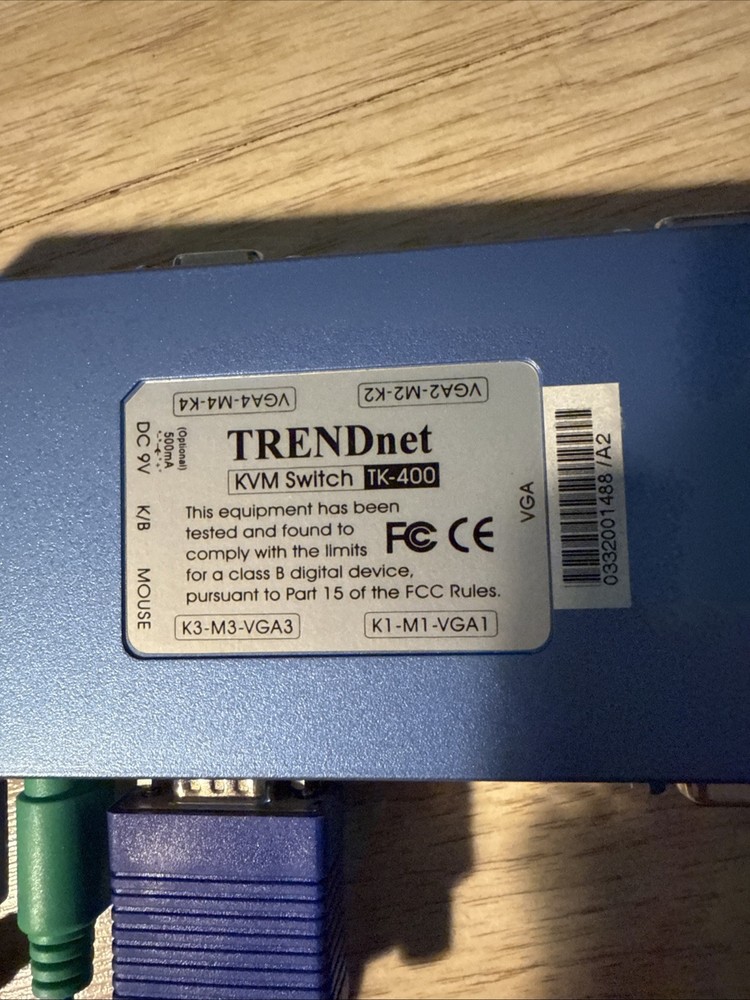 VGA4-M4-K4
VGA2-M2-K2
TRENDnet
KVM Switch TK-400
This equipment has been
tested and found to
comply with the limits
for a class B digital device,
pursuant to Part 15 of the FCC Rules.
FC CE
K3-M3-VGA3
K1-M1-VGA1
(Optional)
500mA
DC 9V
K/B
MOUSE
VGA
0332001488 /A2